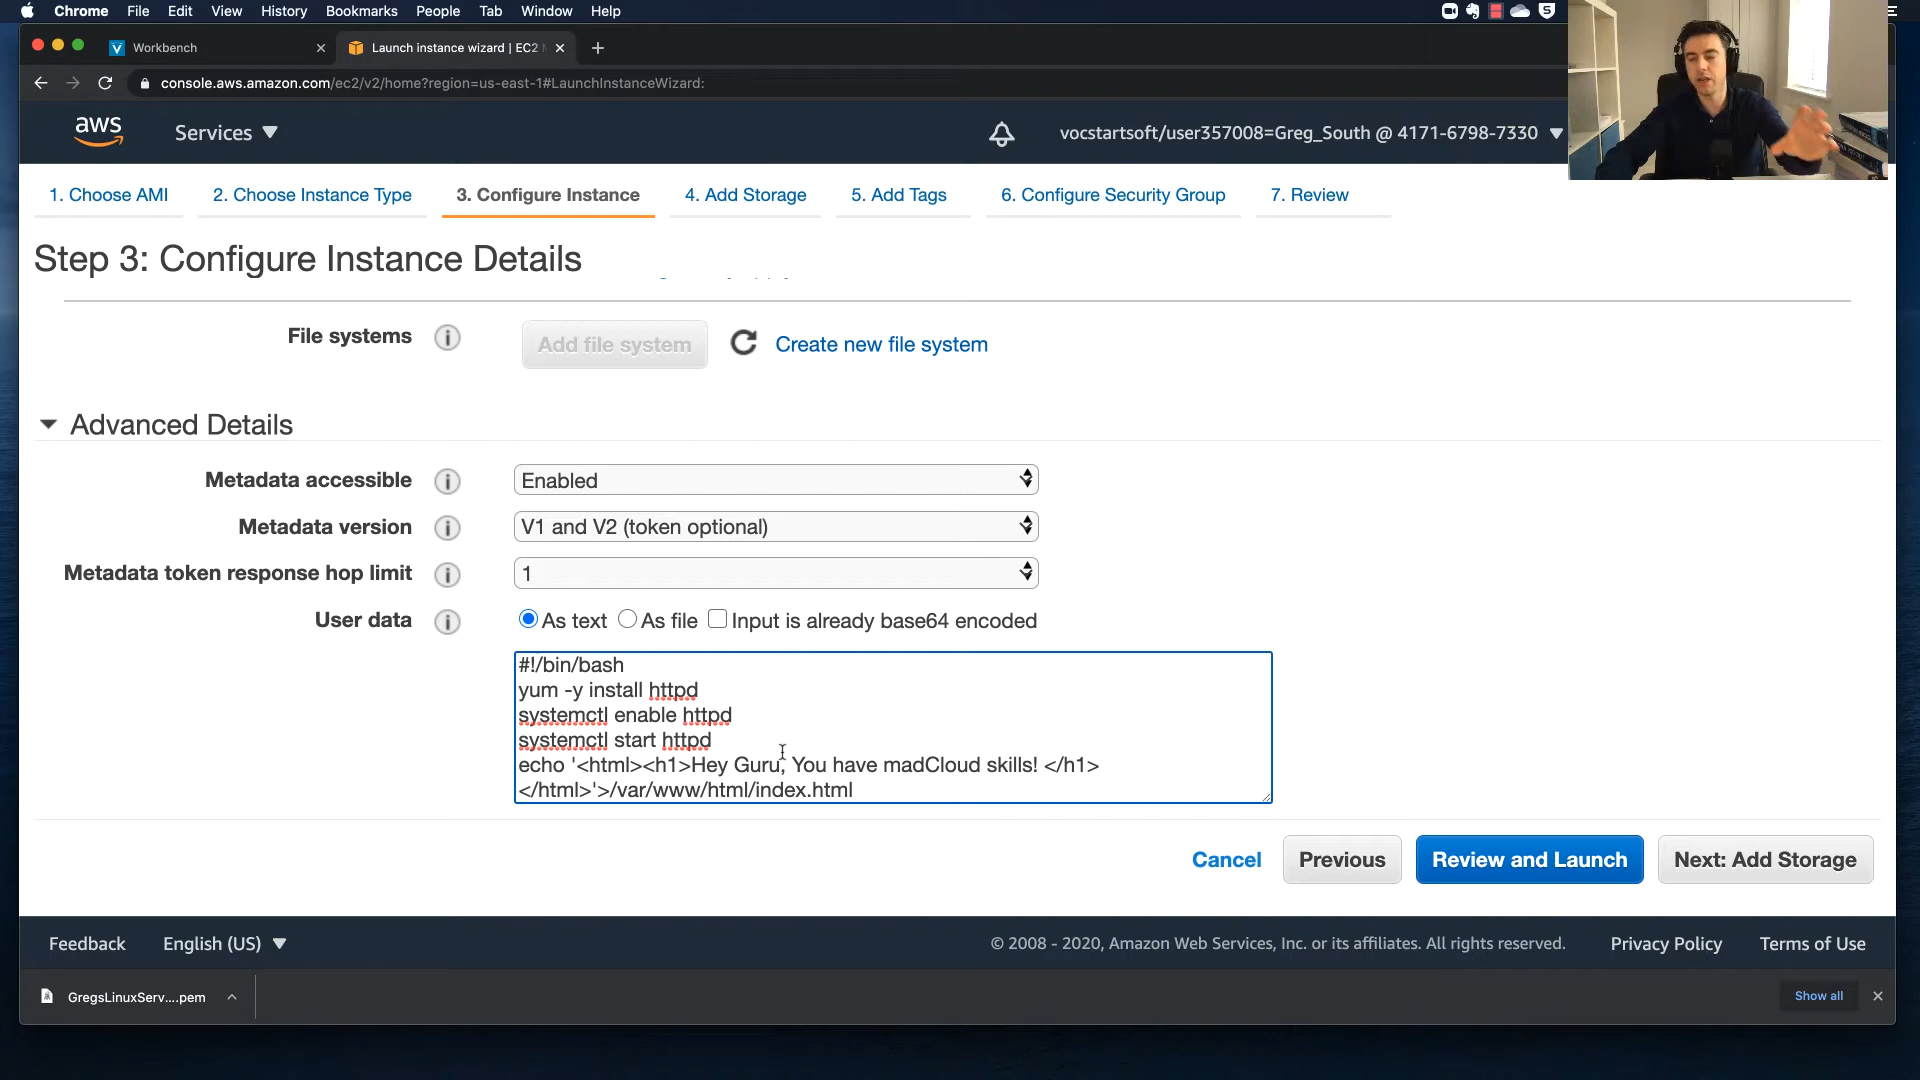 Chrome File Edit View History Bookmarks People Tab Window Help
Workbench
Launch instance wizard | EC2
console.aws.amazon.com/ec2/v2/home?region=us-east-1#LaunchInstanceWizard:
aws Services vocstartsoft/user357008=Greg_South @ 4171-6798-7330
1. Choose AMI 2. Choose Instance Type 3. Configure Instance 4. Add Storage 5. Add Tags 6. Configure Security Group 7. Review
Step 3: Configure Instance Details
File systems Add file system Create new file system
Advanced Details
Metadata accessible Enabled
Metadata version V1 and V2 (token optional)
Metadata token response hop limit 1
User data As text As file Input is already base64 encoded
#!/bin/bash
yum -y install httpd
systemctl enable httpd
systemctl start httpd
echo '<html><h1>Hey Guru, You have madCloud skills! </h1>
</html>'>/var/www/html/index.html
Cancel Previous Review and Launch Next: Add Storage
Feedback English (US) © 2008 - 2020, Amazon Web Services, Inc. or its affiliates. All rights reserved. Privacy Policy Terms of Use
GregsLinuxServ....pem Show all